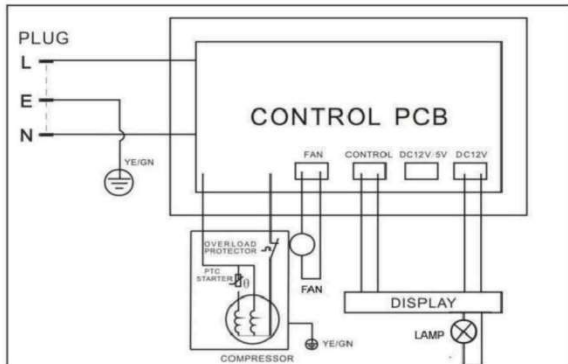 PLUG
L
E
N
YE/GN
CONTROL PCB
FAN
CONTROL
DC12V/5V
DC12V
OVERLOAD
PROTECTOR
PTC
STARTER
θ
FAN
COMPRESSOR
YE/GN
DISPLAY
LAMP